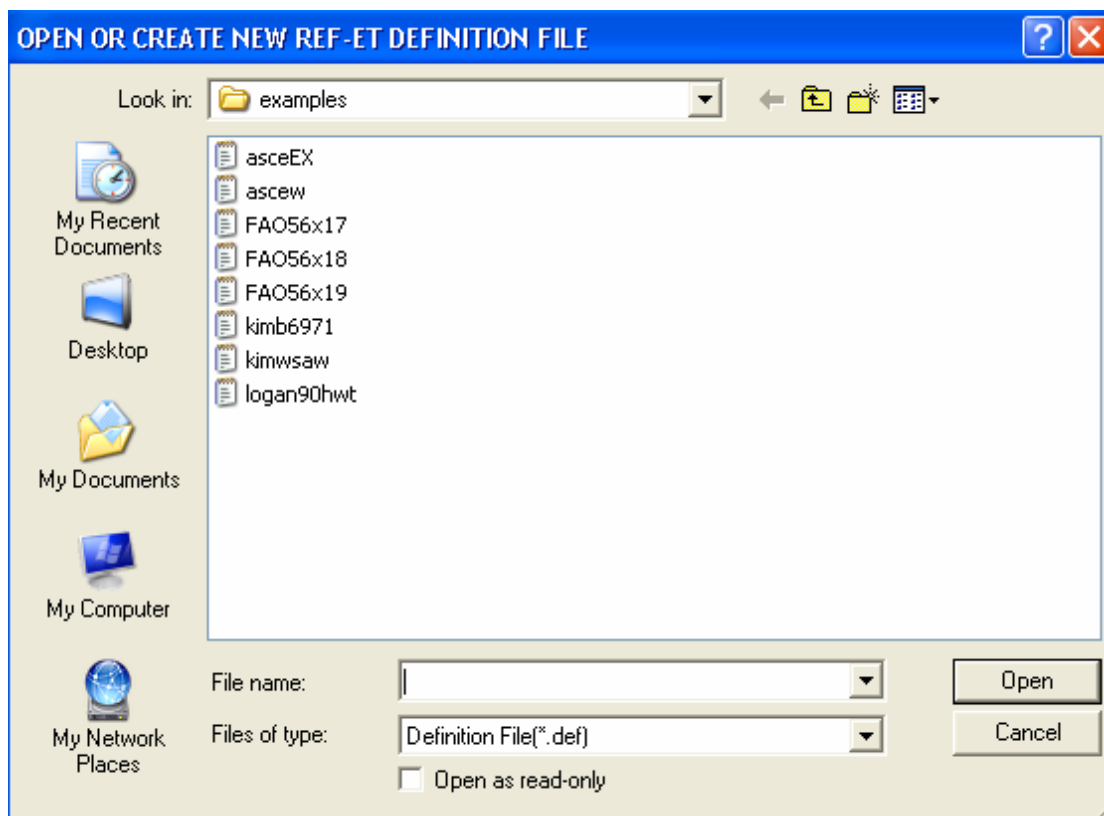 OPEN OR CREATE NEW REF-ET DEFINITION FILE
Look in:
examples
My Recent
Documents
Desktop
My Documents
My Computer
My Network
Places
asceEX
ascew
FAO56x17
FAO56x18
FAO56x19
kimb6971
kimwsaw
logan90hwt
File name:
Open
Files of type:
Definition File(*.def)
Cancel
Open as read-only